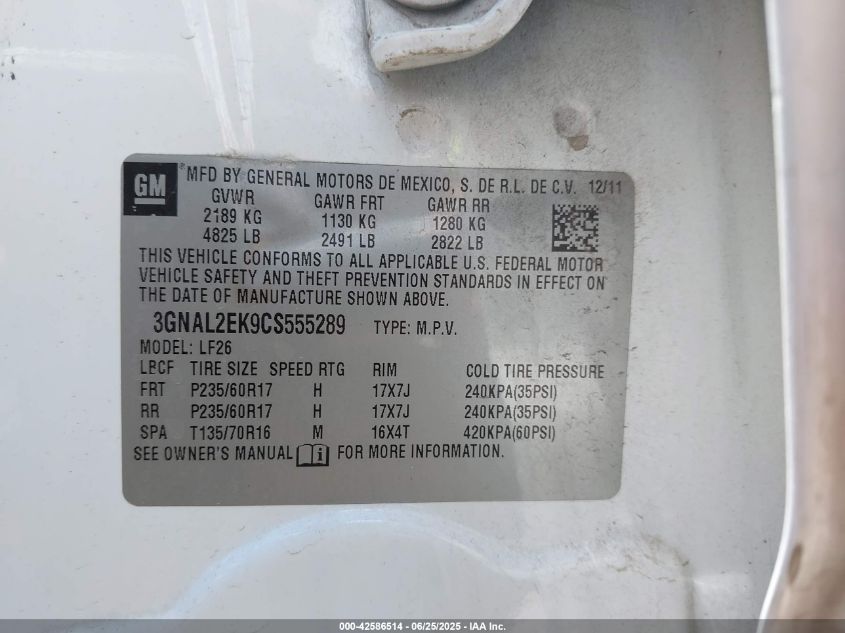 GM
*MFD BY GENERAL MOTORS DE MEXICO, S. DE R.L. DE C.V. 12/11
GVWR GAWR FRT GAWR RR
2189 KG 1130 KG 1280 KG
4825 LB 2491 LB 2822 LB
THIS VEHICLE CONFORMS TO ALL APPLICABLE U.S. FEDERAL MOTOR
VEHICLE SAFETY AND THEFT PREVENTION STANDARDS IN EFFECT ON
THE DATE OF MANUFACTURE SHOWN ABOVE.
3GNAL2EK9CS555289 TYPE: M.P.V.
MODEL: LF26
LBCF TIRE SIZE SPEED RTG RIM COLD TIRE PRESSURE
FRT P235/60R17 H 17X7J 240KPA(35PSI)
RR P235/60R17 H 17X7J 240KPA(35PSI)
SPA T135/70R16 M 16X4T 420KPA(60PSI)
SEE OWNER'S MANUAL i FOR MORE INFORMATION.
000-42586514 - 06/25/2025 - IAA Inc.